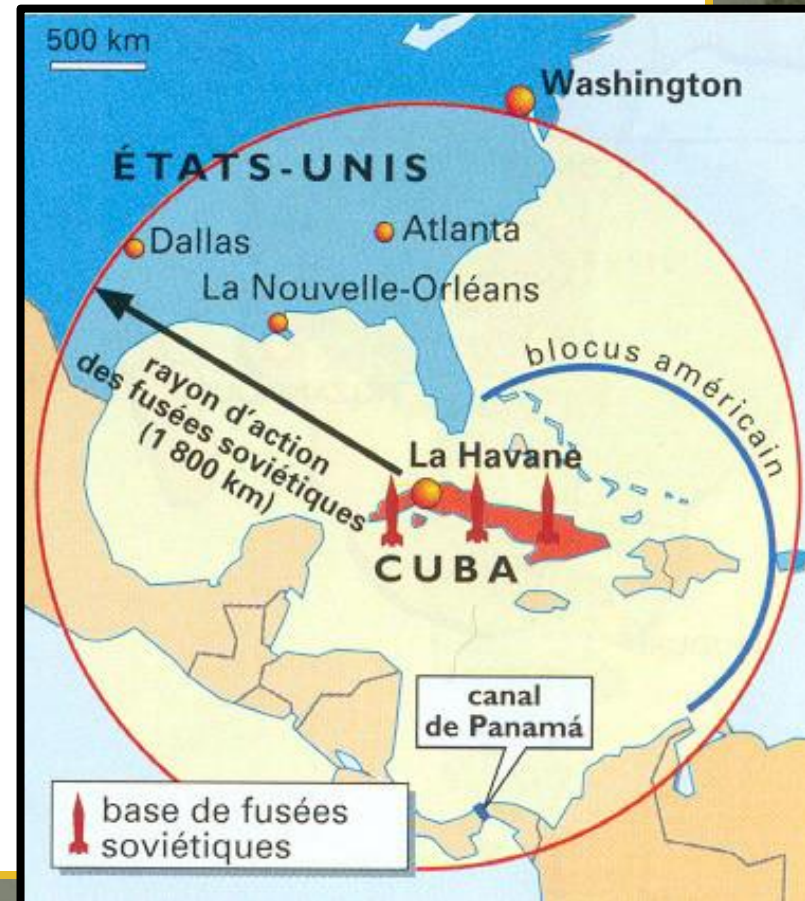 500 km
Washington
ÉTATS-UNIS
Dallas
Atlanta
La Nouvelle-Orléans
rayon d'action
des fusées soviétiques
(1 800 km)
blocus américain
La Havane
CUBA
canal
de Panamá
base de fusées
soviétiques